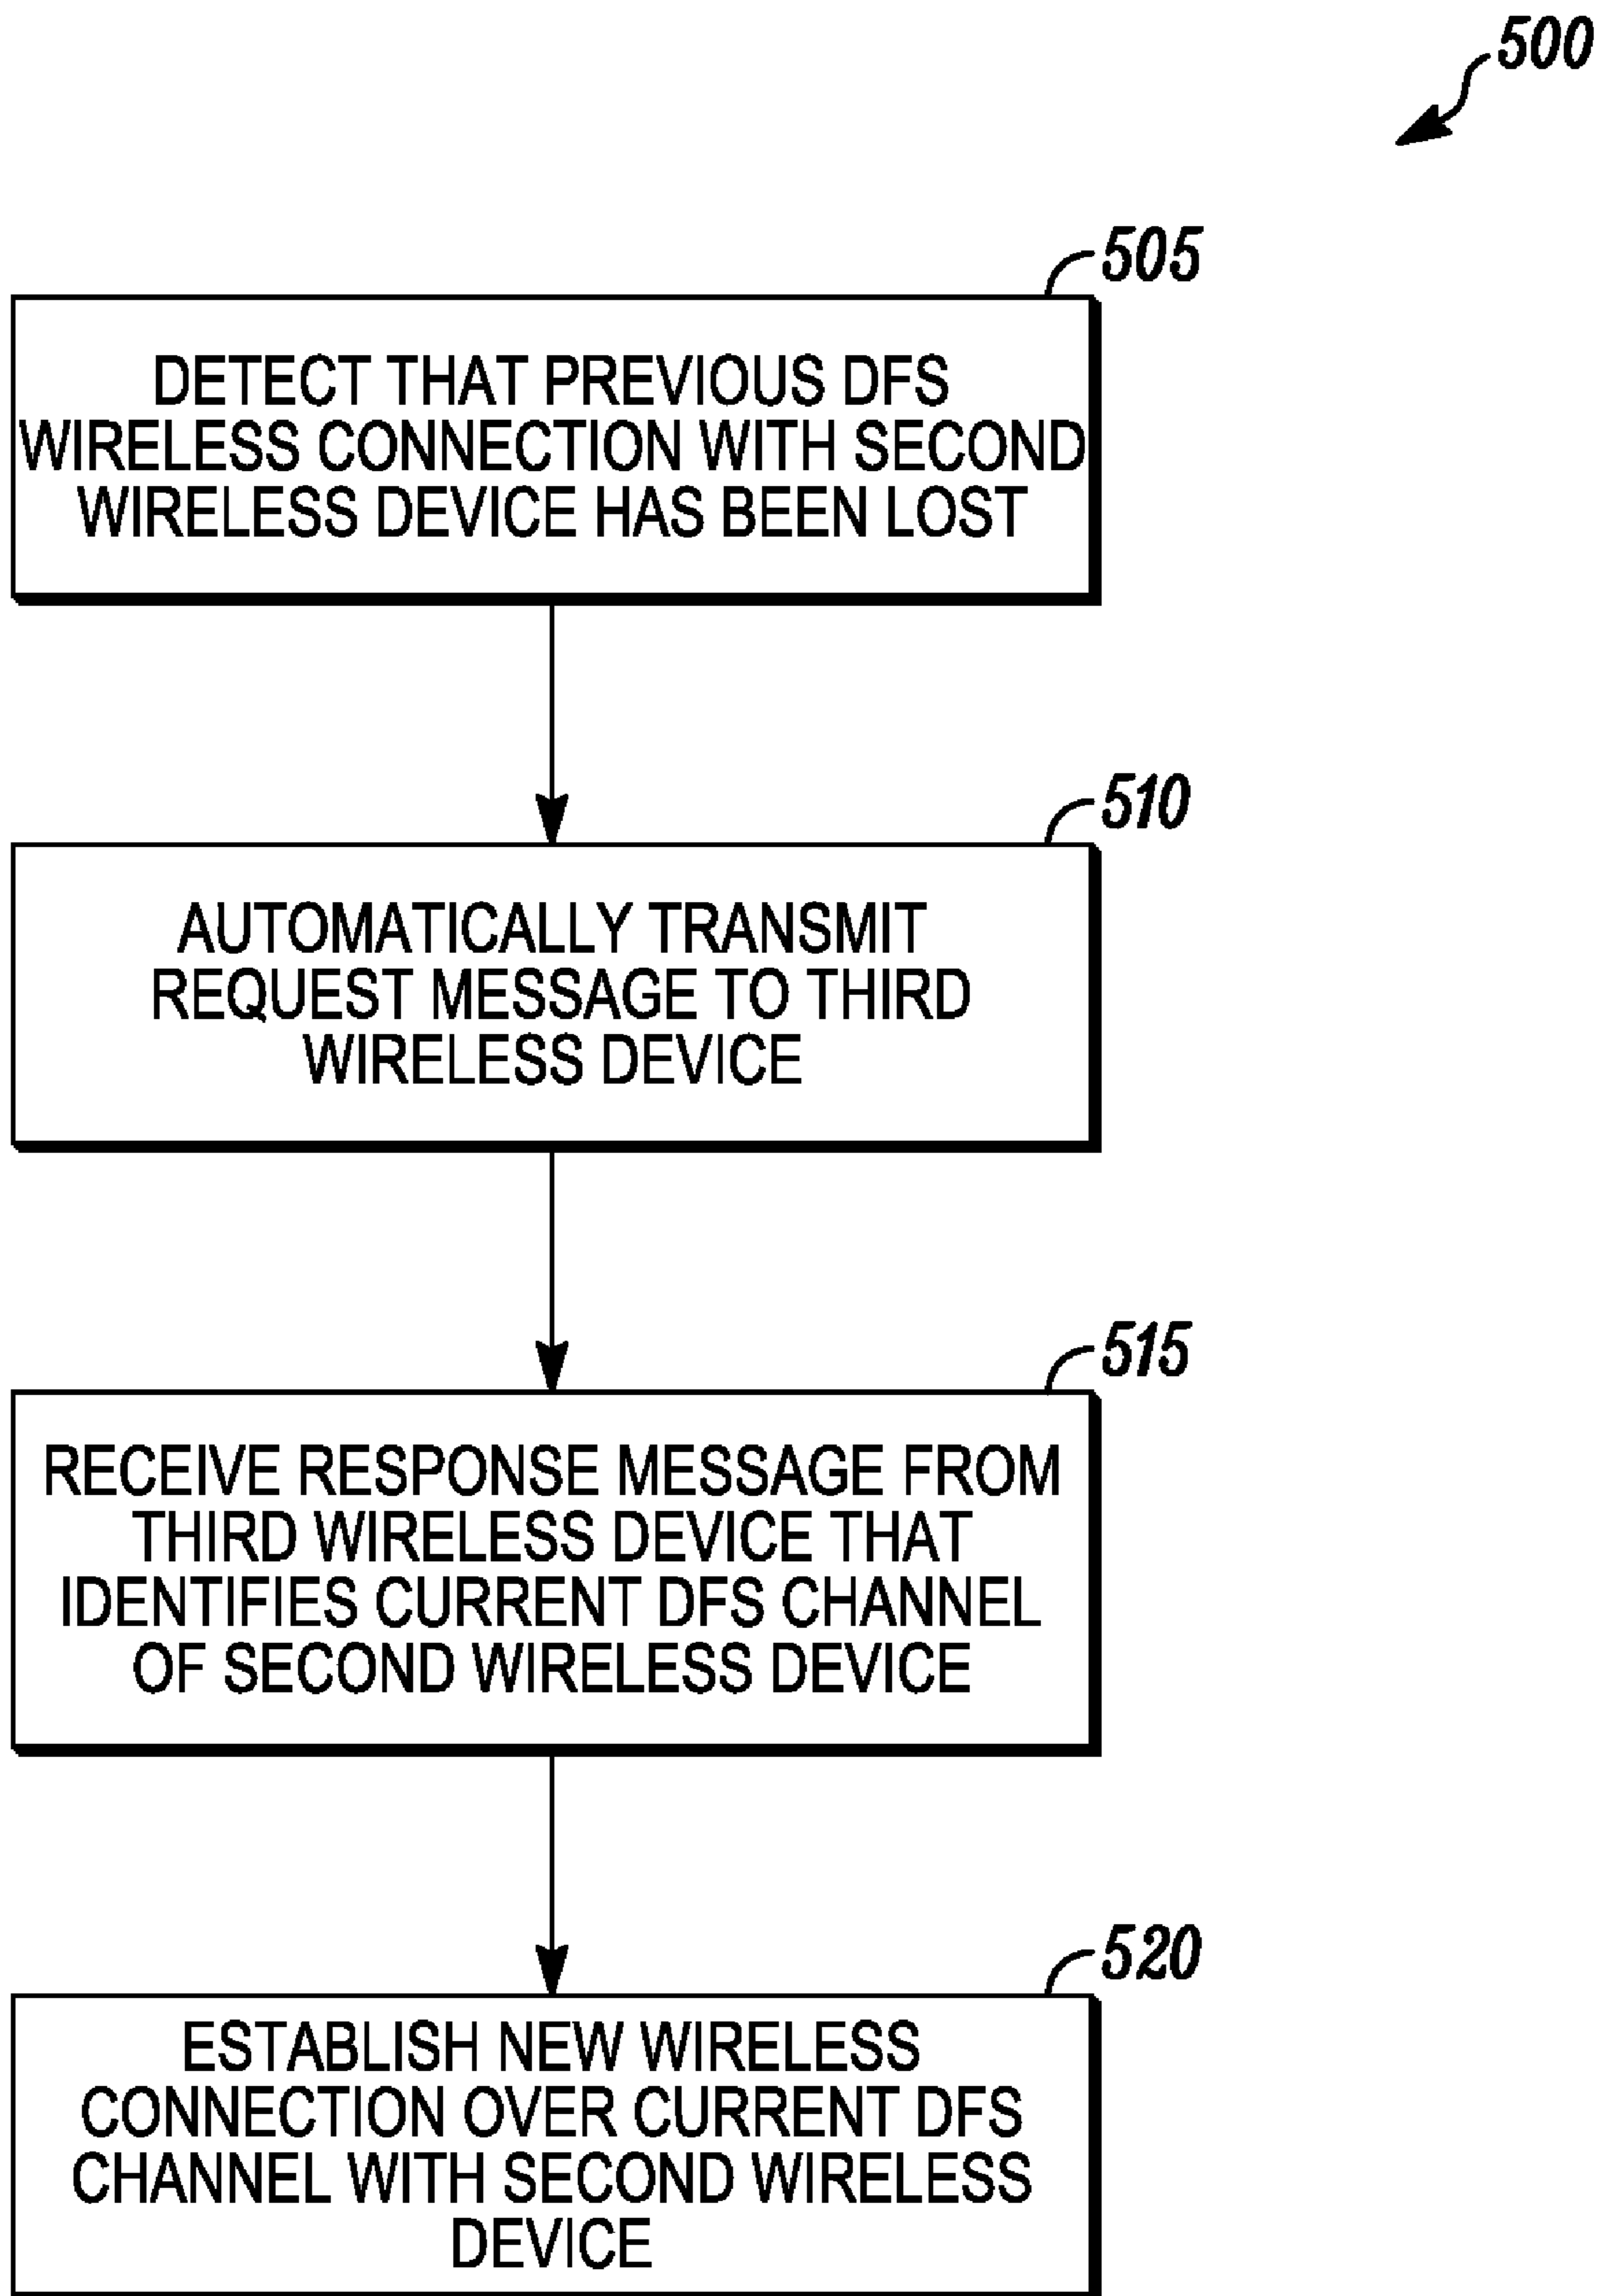 500
505
DETECT THAT PREVIOUS DFS
WIRELESS CONNECTION WITH SECOND
WIRELESS DEVICE HAS BEEN LOST
510
AUTOMATICALLY TRANSMIT
REQUEST MESSAGE TO THIRD
WIRELESS DEVICE
515
RECEIVE RESPONSE MESSAGE FROM
THIRD WIRELESS DEVICE THAT
IDENTIFIES CURRENT DFS CHANNEL
OF SECOND WIRELESS DEVICE
520
ESTABLISH NEW WIRELESS
CONNECTION OVER CURRENT DFS
CHANNEL WITH SECOND WIRELESS
DEVICE